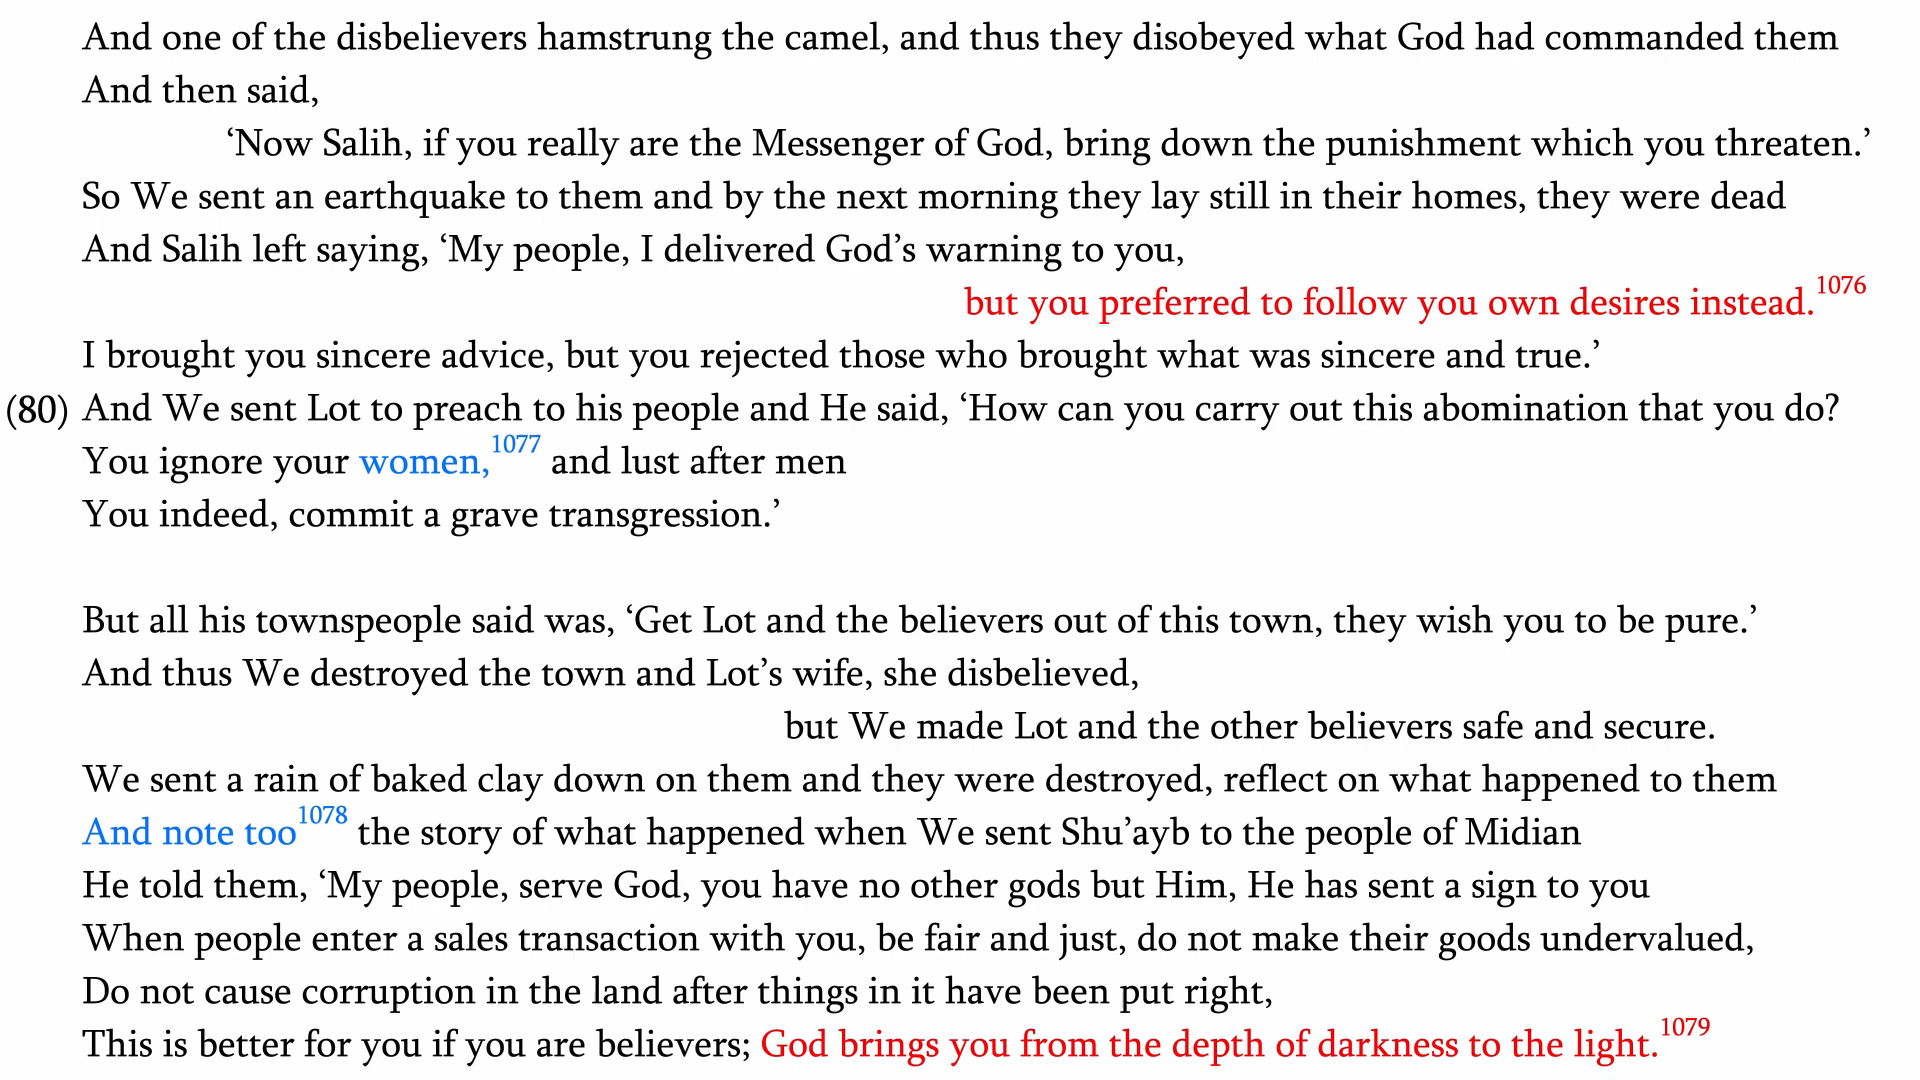 And one of the disbelievers hamstrung the camel, and thus they disobeyed what God had commanded them
And then said,
‘Now Salih, if you really are the Messenger of God, bring down the punishment which you threaten.’
So We sent an earthquake to them and by the next morning they lay still in their homes, they were dead
And Salih left saying, ‘My people, I delivered God’s warning to you,
but you preferred to follow you own desires instead.1076
I brought you sincere advice, but you rejected those who brought what was sincere and true.’
(80) And We sent Lot to preach to his people and He said, ‘How can you carry out this abomination that you do?
You ignore your women,1077 and lust after men
You indeed, commit a grave transgression.’
But all his townspeople said was, ‘Get Lot and the believers out of this town, they wish you to be pure.’
And thus We destroyed the town and Lot’s wife, she disbelieved,
but We made Lot and the other believers safe and secure.
We sent a rain of baked clay down on them and they were destroyed, reflect on what happened to them
And note too1078 the story of what happened when We sent Shu’ayb to the people of Midian
He told them, ‘My people, serve God, you have no other gods but Him, He has sent a sign to you
When people enter a sales transaction with you, be fair and just, do not make their goods undervalued,
Do not cause corruption in the land after things in it have been put right,
This is better for you if you are believers; God brings you from the depth of darkness to the light.1079